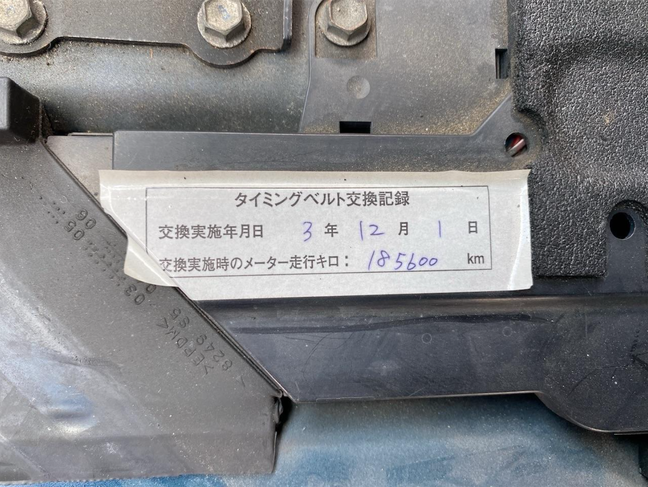 タイミングベルト交換記録
交換実施年月日 3 年 12 月 1 日
交換実施時のメーター走行キロ: 185600 km
>EPDM<